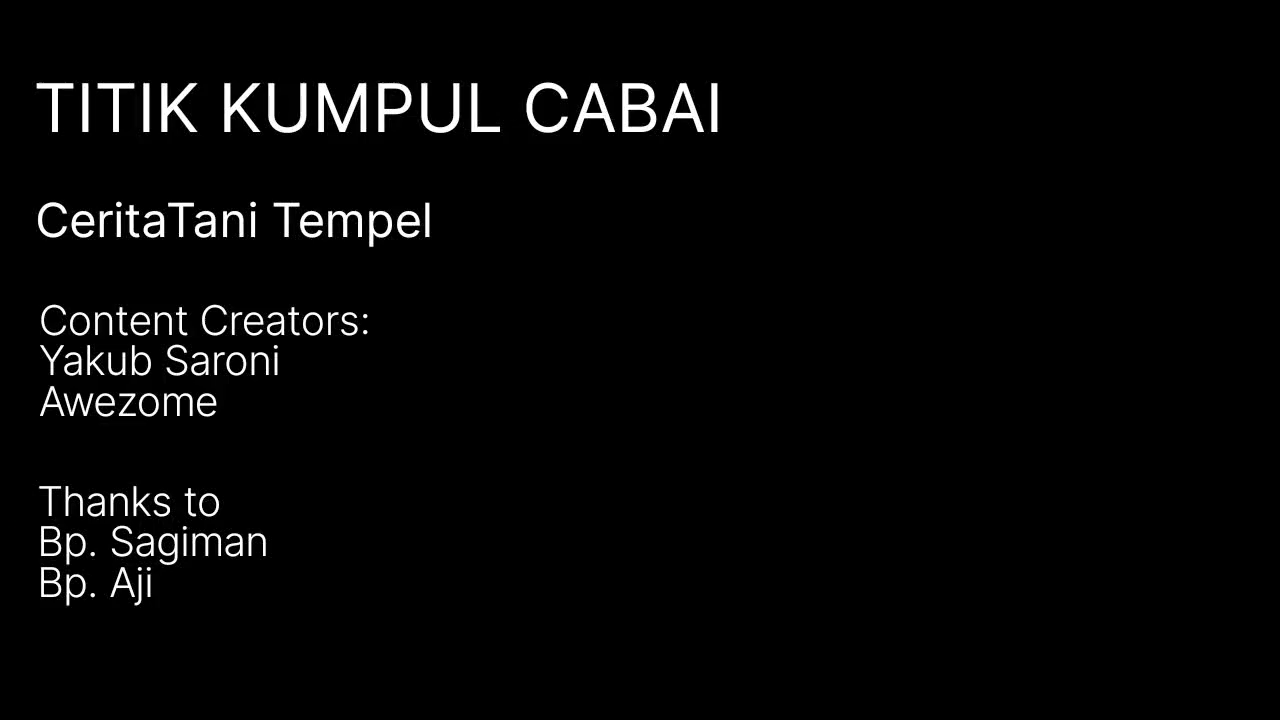 TITIK KUMPUL CABAI
CeritaTani Tempel
Content Creators:
Yakub Saroni
Awezome
Thanks to
Bp. Sagiman
Bp. Aji